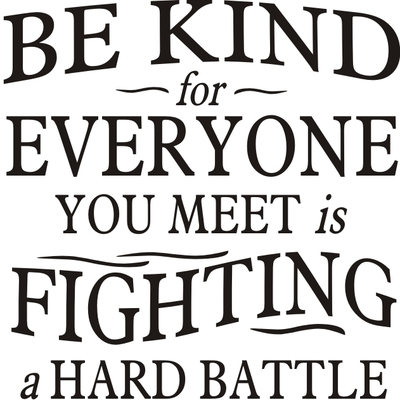 BE KIND
for
EVERYONE
YOU MEET is
FIGHTING
a HARD BATTLE